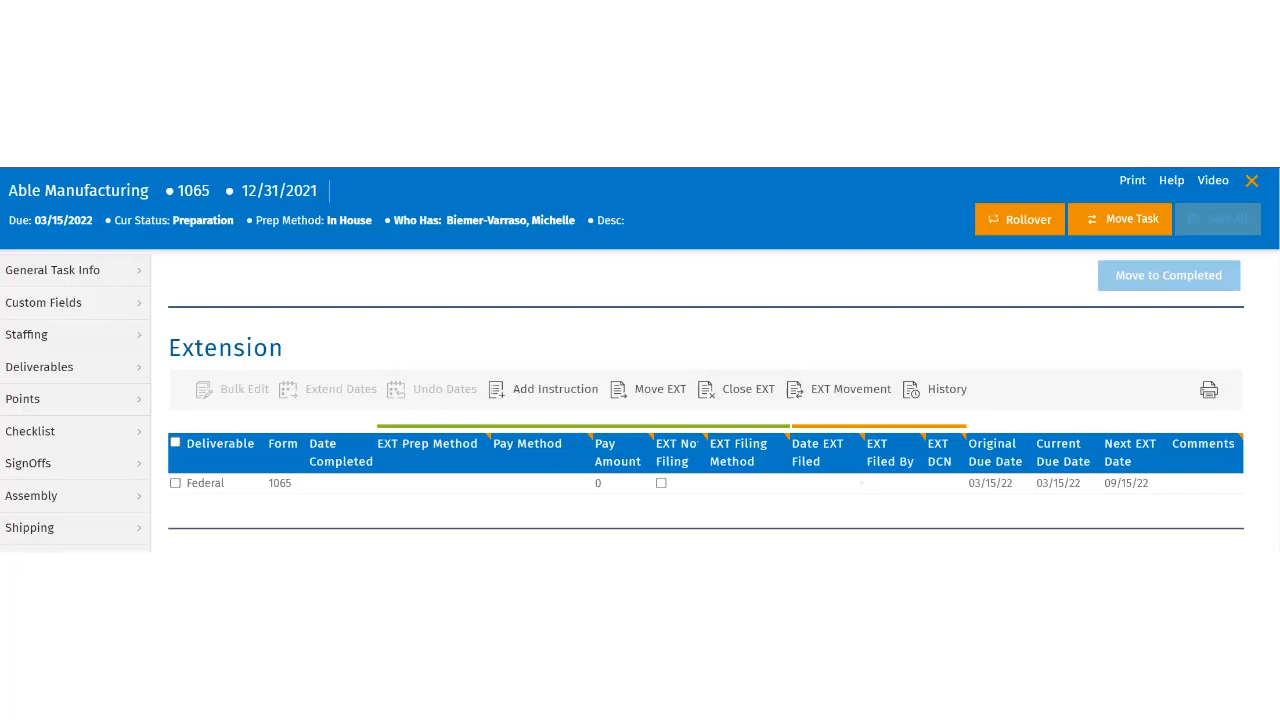 Able Manufacturing ● 1065 ● 12/31/2021
Print Help Video
Due: 03/15/2022 ● Cur Status: Preparation ● Prep Method: In House ● Who Has: Biemer-Varraso, Michelle ● Desc:
Rollover Move Task Save All
General Task Info
Custom Fields
Staffing
Deliverables
Points
Checklist
SignOffs
Assembly
Shipping
Move to Completed
Extension
Bulk Edit Extend Dates Undo Dates Add Instruction Move EXT Close EXT EXT Movement History
Deliverable Form Date EXT Prep Method Pay Method Pay EXT No EXT Filing Date EXT EXT EXT Original Current Next EXT Comments
Completed Amount Filing Method Filed Filed By DCN Due Date Due Date Date
Federal 1065 0 03/15/22 03/15/22 09/15/22